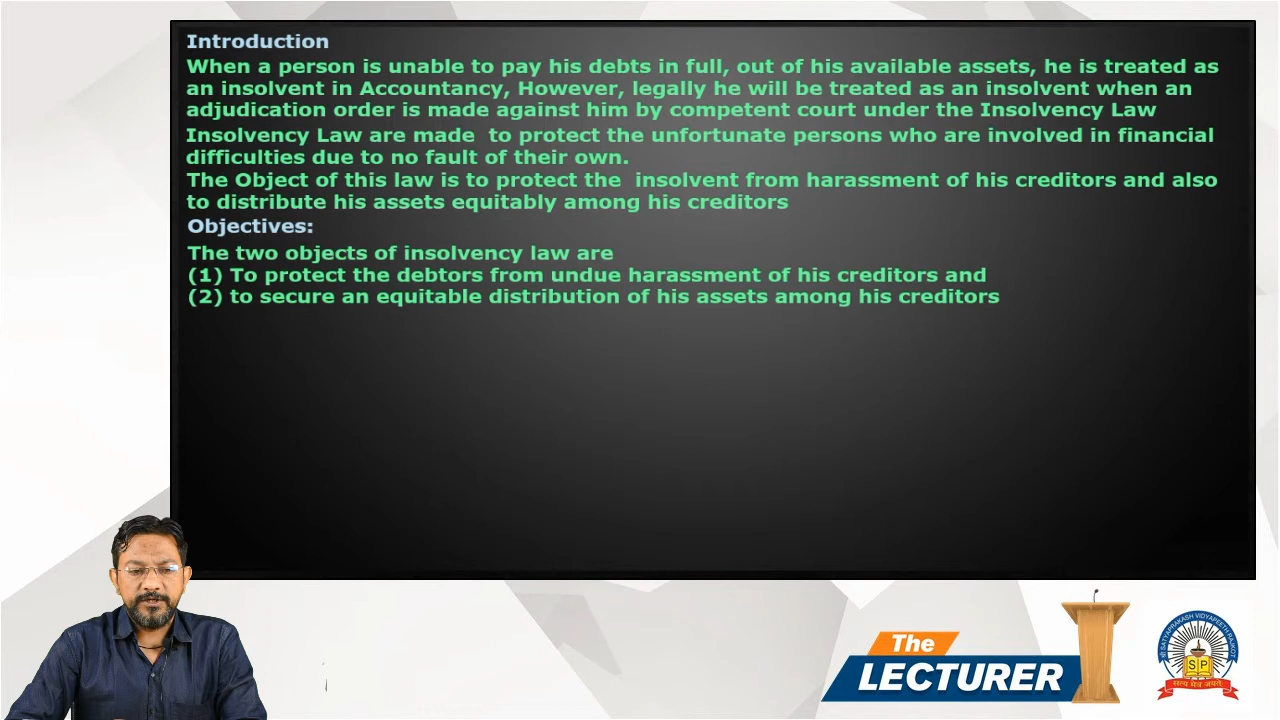 Introduction
When a person is unable to pay his debts in full, out of his available assets, he is treated as
an insolvent in Accountancy, However, legally he will be treated as an insolvent when an
adjudication order is made against him by competent court under the Insolvency Law
Insolvency Law are made  to protect the unfortunate persons who are involved in financial
difficulties due to no fault of their own.
The Object of this law is to protect the  insolvent from harassment of his creditors and also
to distribute his assets equitably among his creditors
Objectives:
The two objects of insolvency law are
(1) To protect the debtors from undue harassment of his creditors and
(2) to secure an equitable distribution of his assets among his creditors
The
LECTURER
SATYAPRAKASH VIDYAPEETH RAJKOT
S P
सत्य मेव जयते